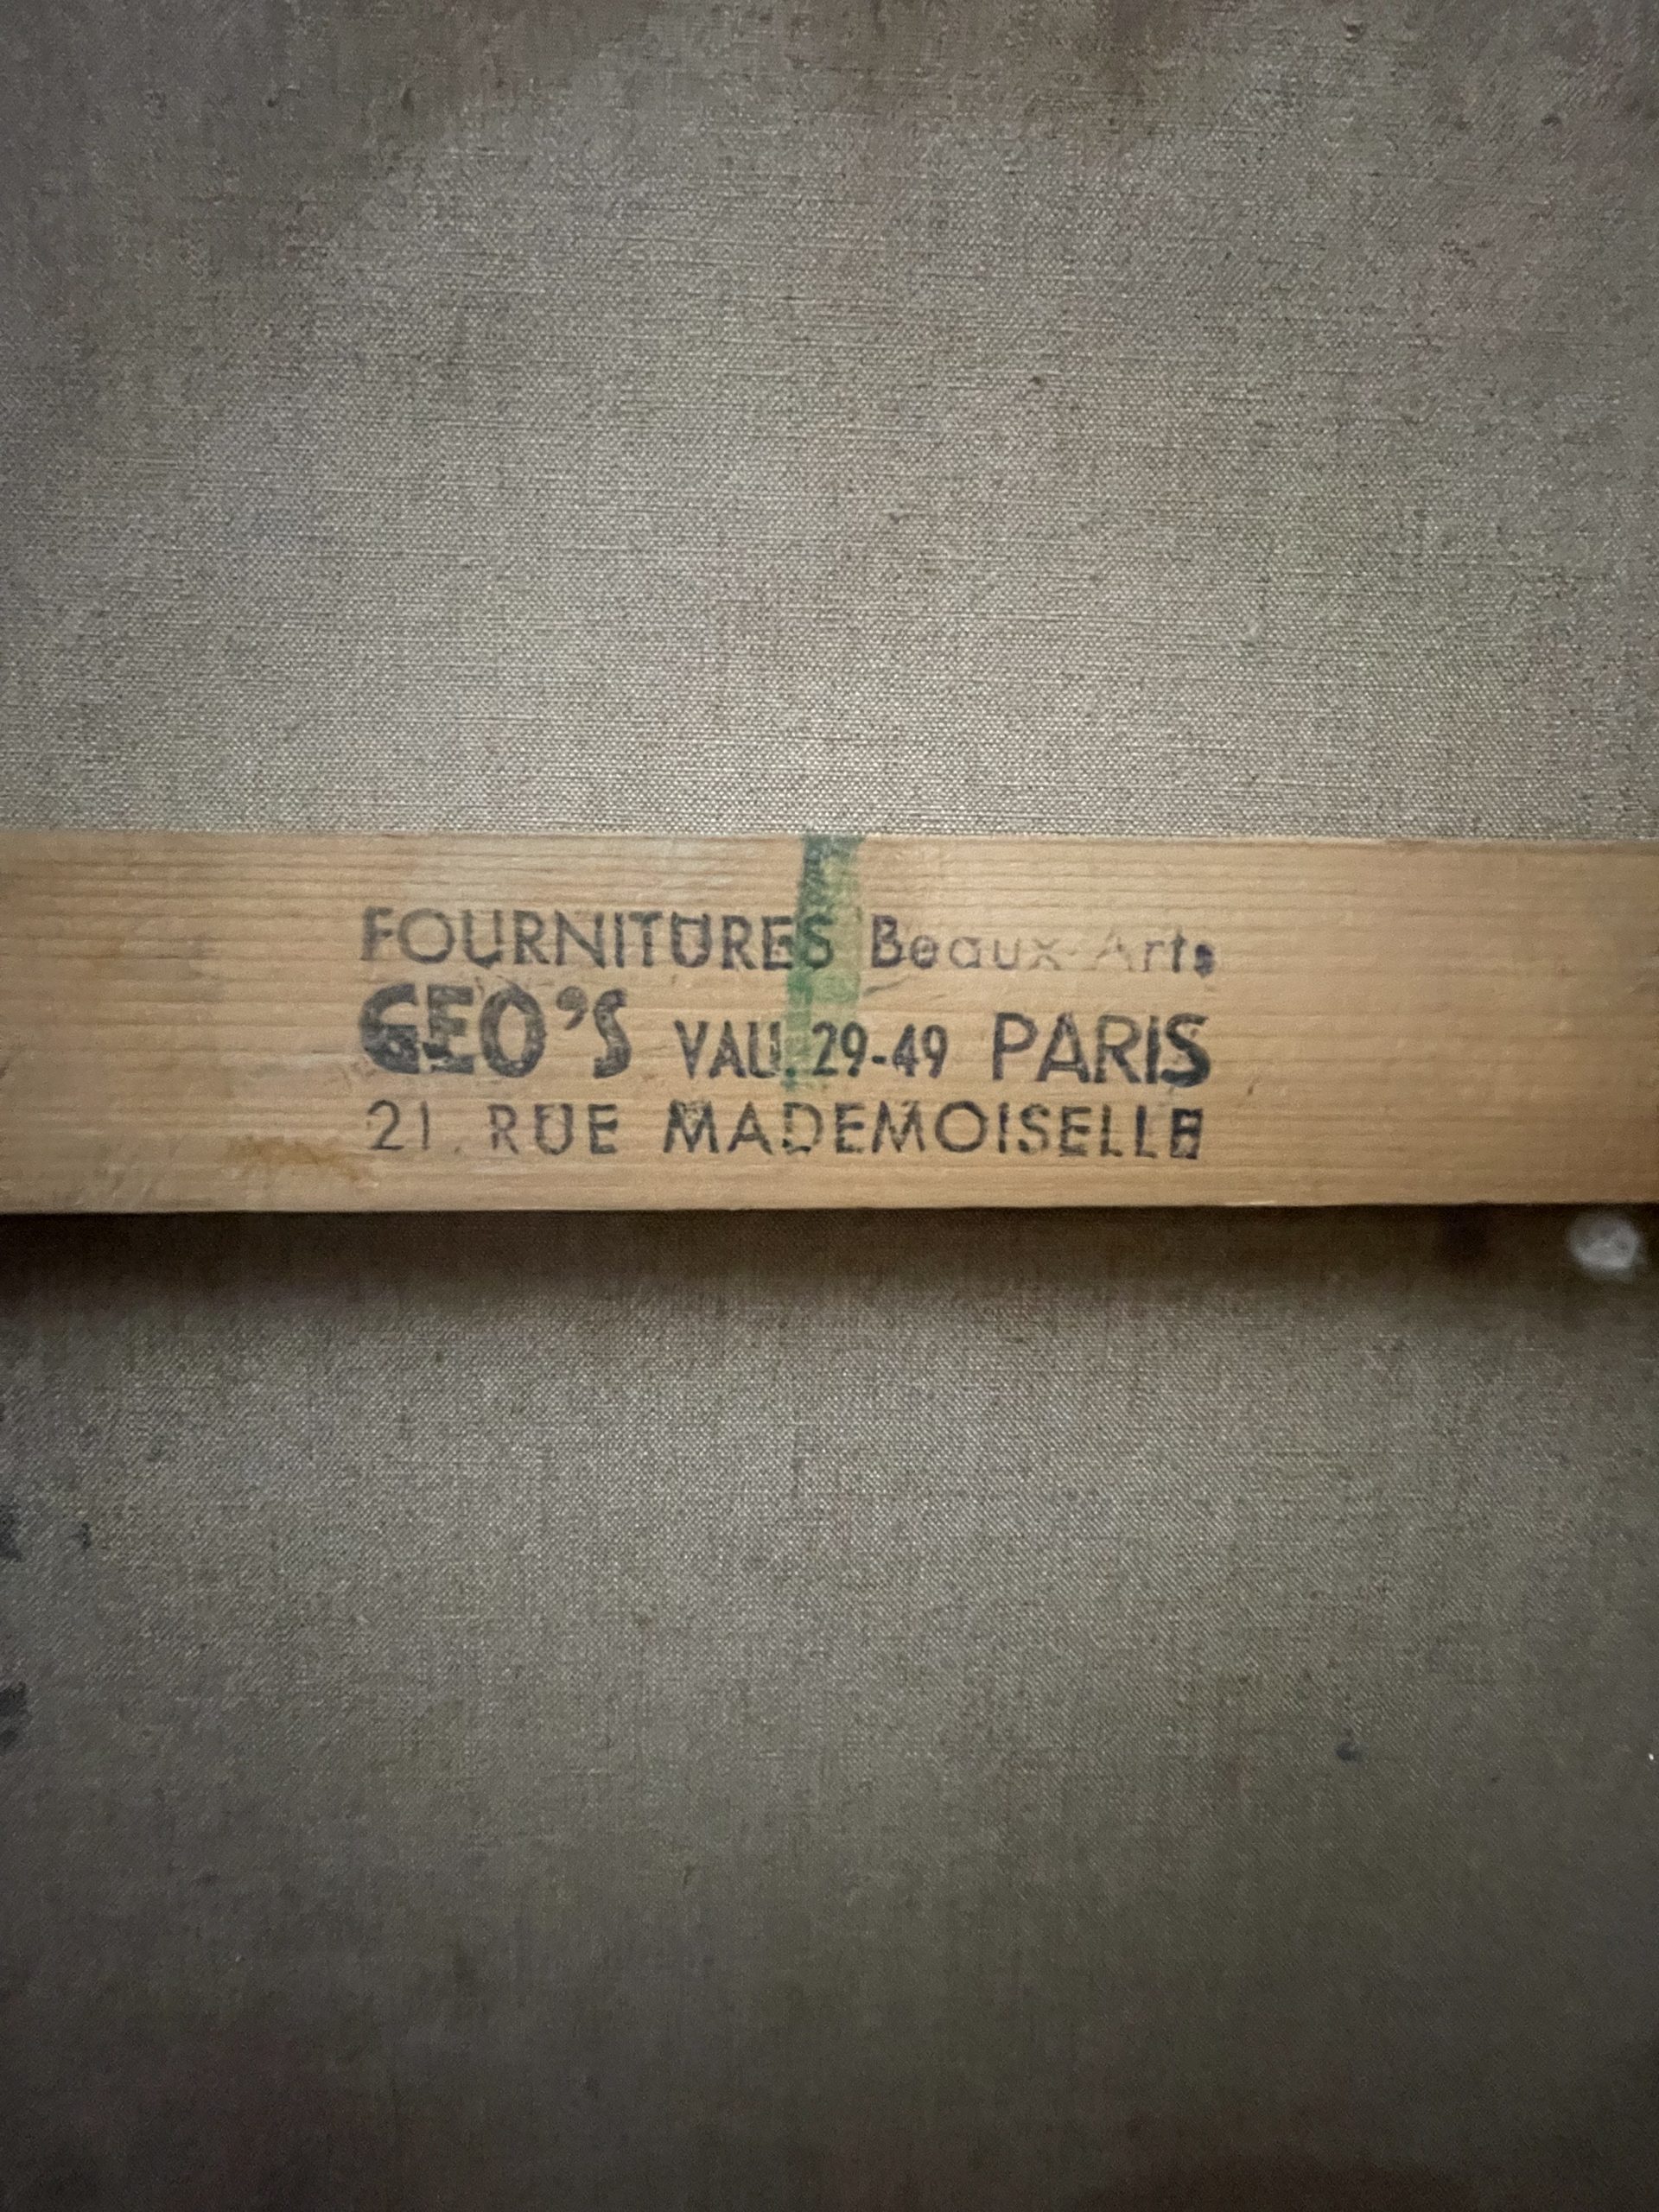 FOURNITURES Beaux-Arts
GEO'S VAU. 29-49 PARIS
21, RUE MADEMOISELLE